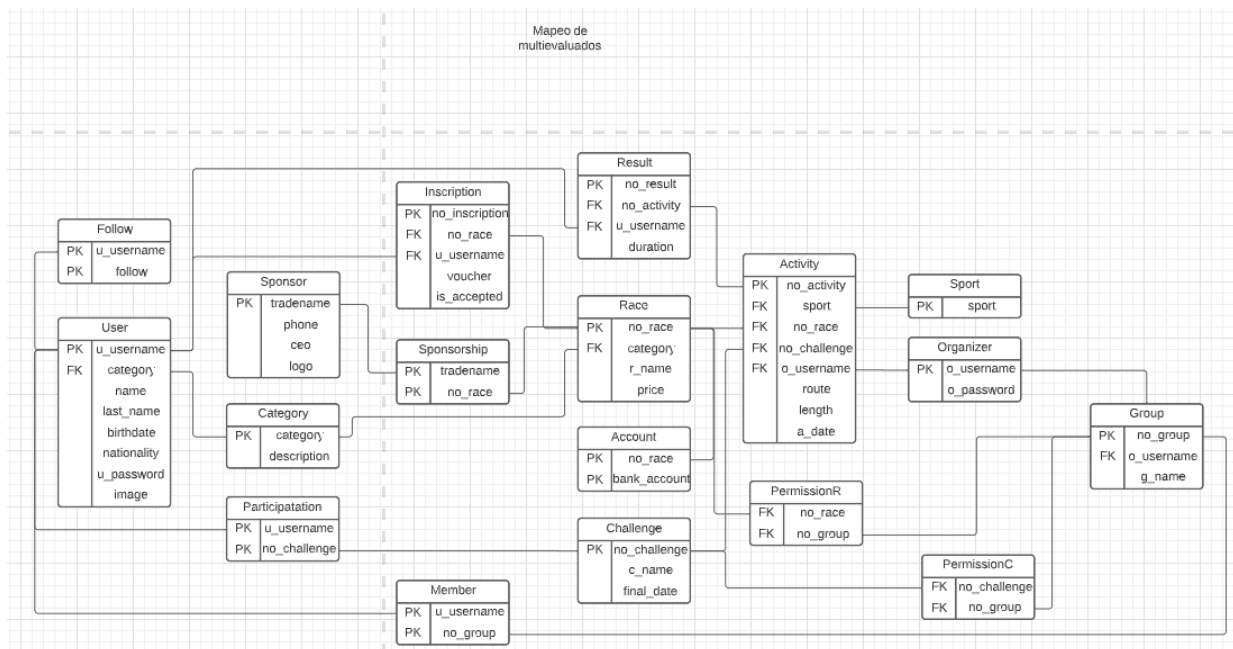 Mapeo de
multievaluados
Follow
PK u_username
PK follow
User
PK u_username
FK category
name
last_name
birthdate
nationality
u_password
image
Sponsor
PK tradename
phone
ceo
logo
Category
PK category
description
Participatation
PK u_username
PK no_challenge
Inscription
PK no_inscription
FK no_race
FK u_username
voucher
is_accepted
Sponsorship
PK tradename
PK no_race
Member
PK u_username
PK no_group
Result
PK no_result
FK no_activity
FK u_username
duration
Race
PK no_race
FK category
r_name
price
Account
PK no_race
PK bank_account
Challenge
PK no_challenge
c_name
final_date
Activity
PK no_activity
FK sport
FK no_race
FK no_challenge
FK o_username
route
length
a_date
PermissionR
FK no_race
FK no_group
Sport
PK sport
Organizer
PK o_username
o_password
PermissionC
FK no_challenge
FK no_group
Group
PK no_group
FK o_username
g_name